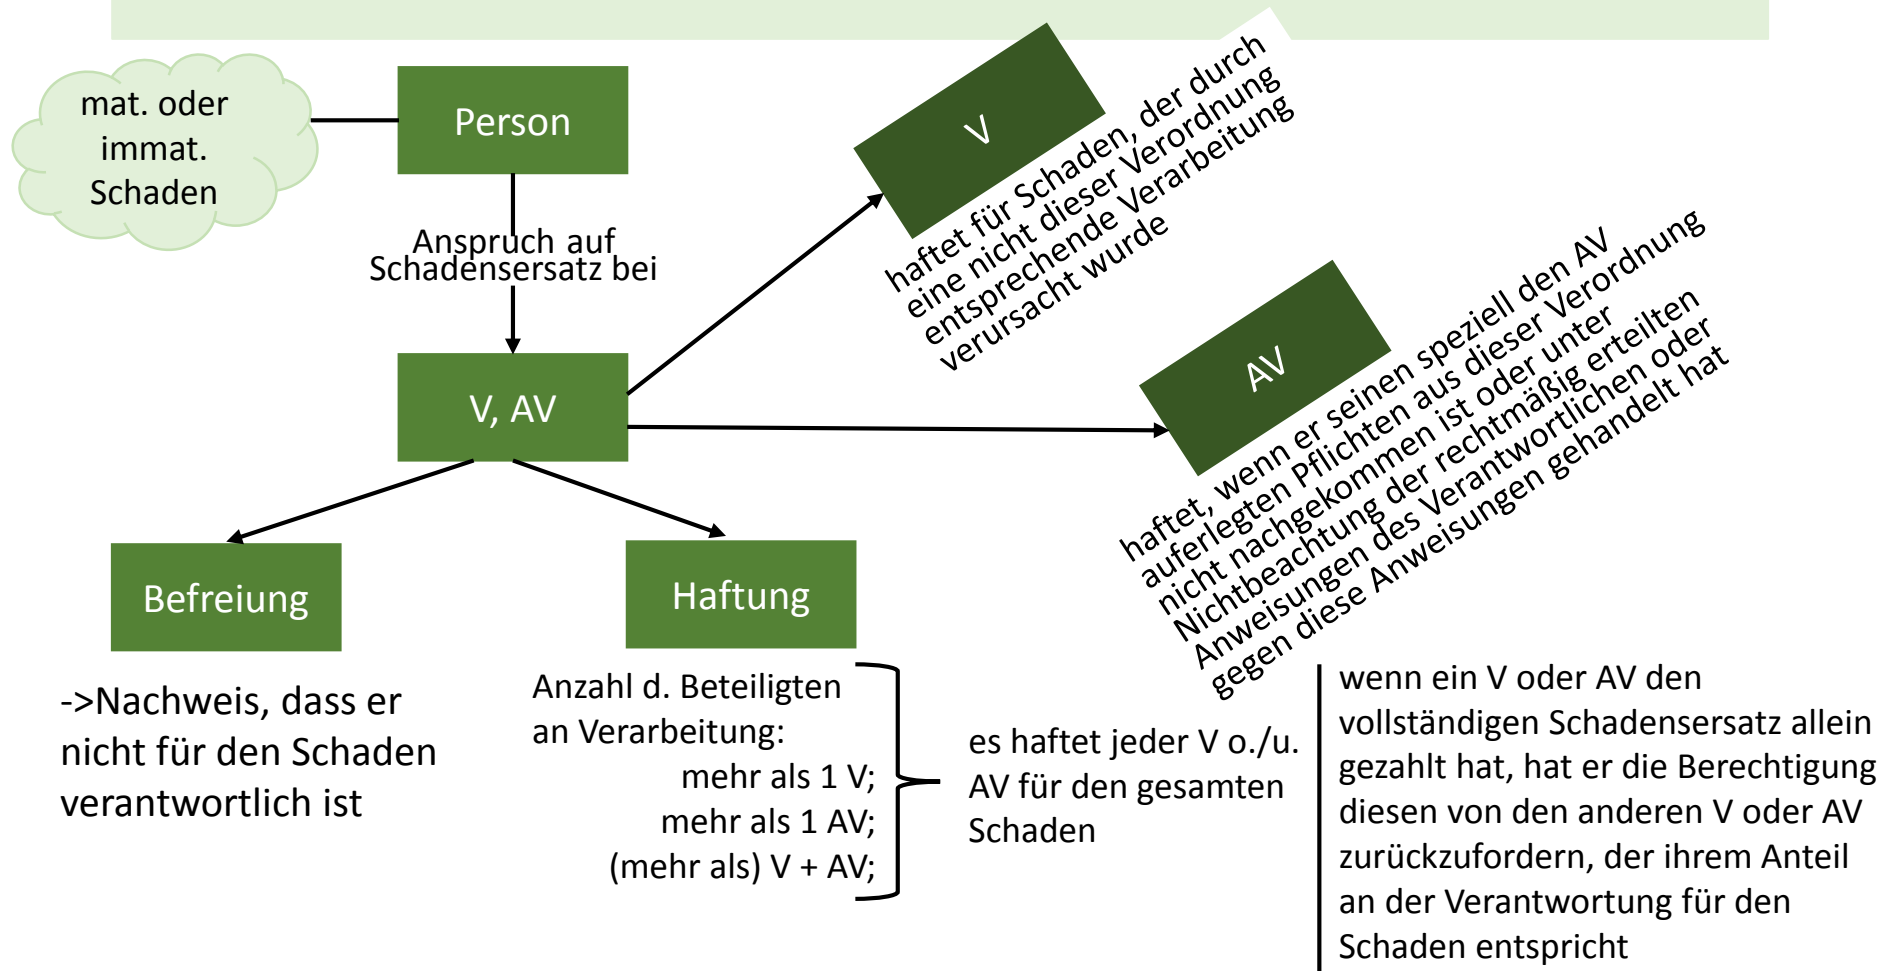 mat. oder
immat.
Schaden
Person
Anspruch auf
Schadensersatz bei
V, AV
V
haftet für Schaden, der durch
eine nicht dieser Verordnung
entsprechende Verarbeitung
verursacht wurde
AV
haftet, wenn er seinen speziell den AV
auferlegten Pflichten aus dieser Verordnung
nicht nachgekommen ist oder unter
Nichtbeachtung der rechtmäßig erteilten
Anweisungen des Verantwortlichen oder
gegen diese Anweisungen gehandelt hat
Befreiung
->Nachweis, dass er
nicht für den Schaden
verantwortlich ist
Haftung
Anzahl d. Beteiligten
an Verarbeitung:
mehr als 1 V;
mehr als 1 AV;
(mehr als) V + AV;
es haftet jeder V o./u.
AV für den gesamten
Schaden
wenn ein V oder AV den
vollständigen Schadensersatz allein
gezahlt hat, hat er die Berechtigung
diesen von den anderen V oder AV
zurückzufordern, der ihrem Anteil
an der Verantwortung für den
Schaden entspricht